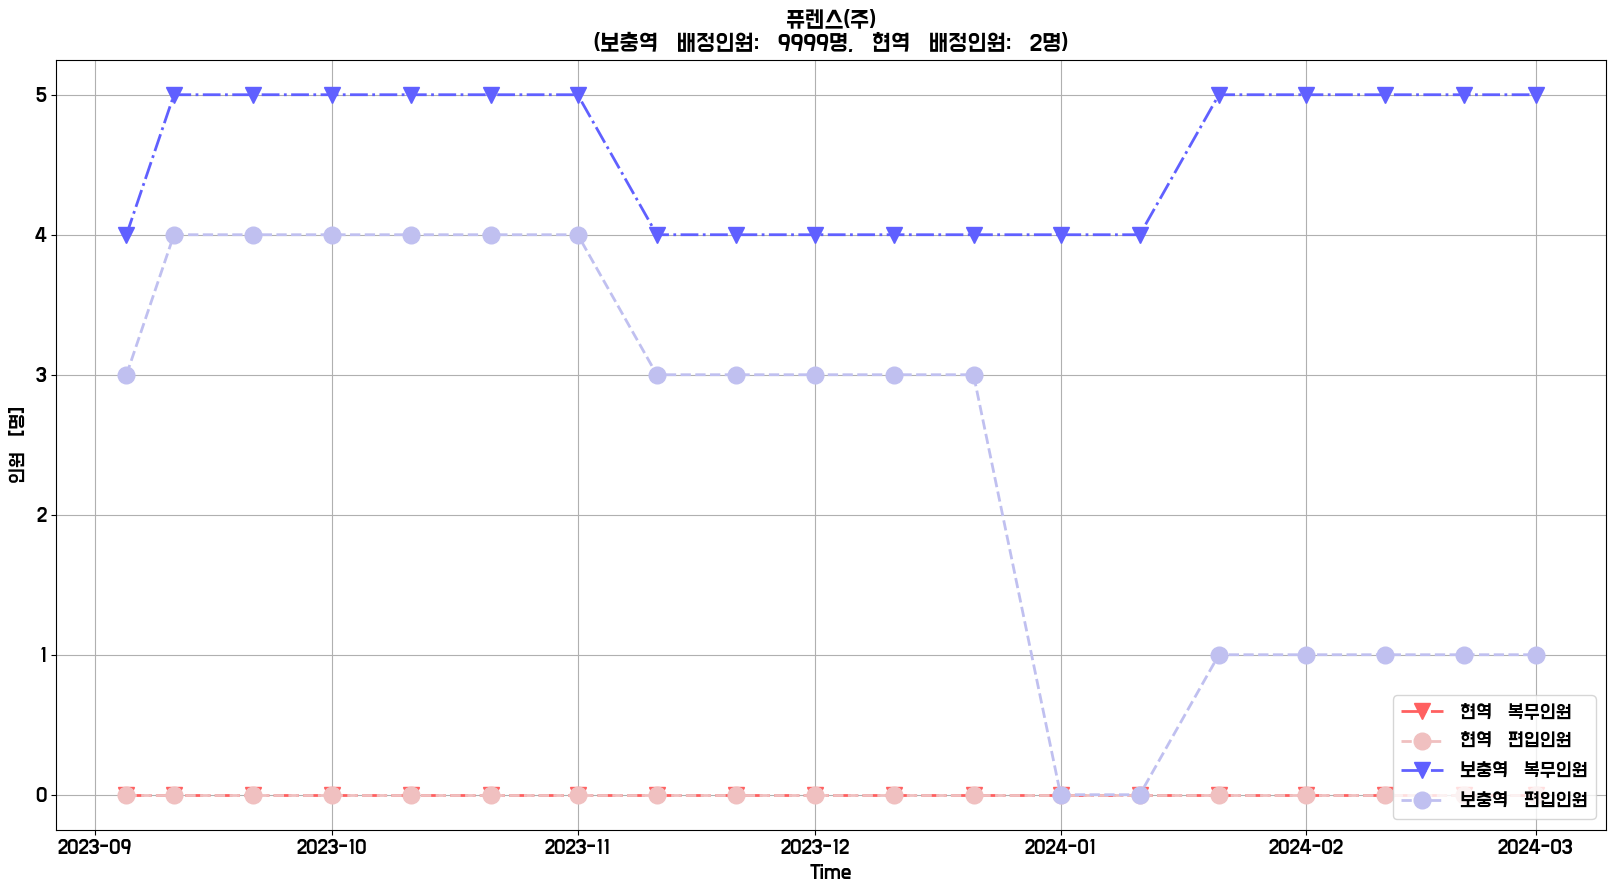 퓨렌스(주)
(보충역 배정인원: 9999명, 현역 배정인원: 2명)
인원 [명]
5
4
3
2
1
0
2023-09
2023-10
2023-11
2023-12
2024-01
2024-02
2024-03
Time
현역 복무인원
현역 편입인원
보충역 복무인원
보충역 편입인원